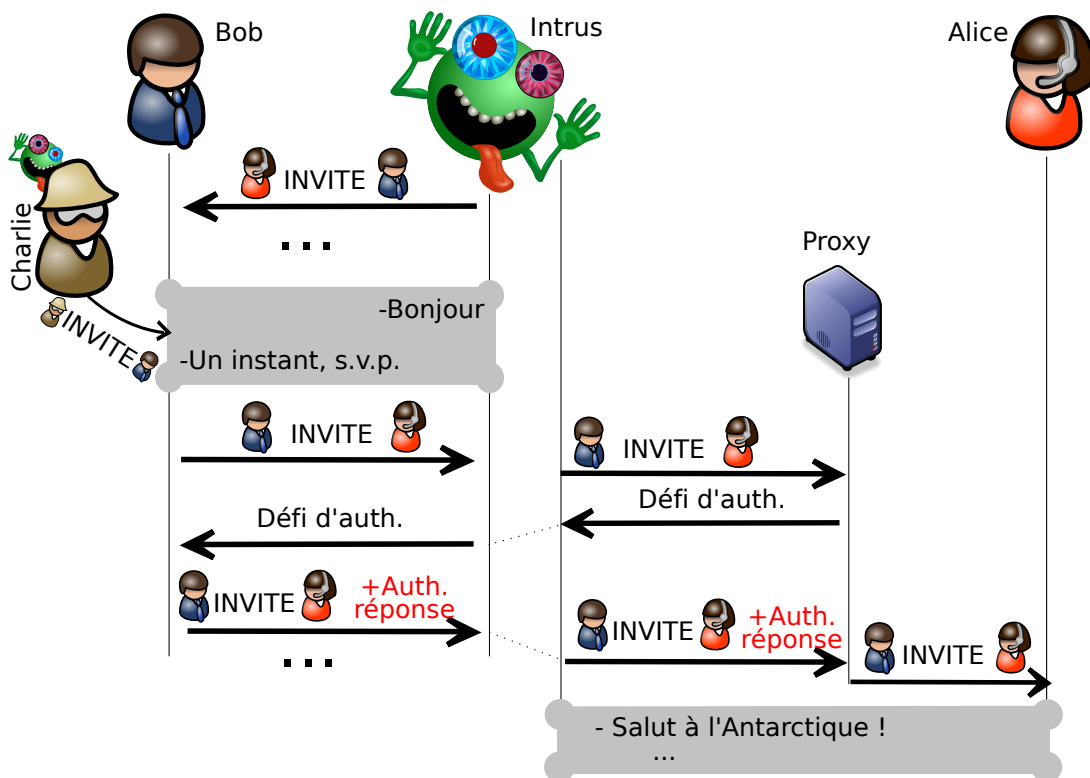 Bob
Intrus
Alice
INVITE
...
Charlie
Proxy
INVITE
-Bonjour
-Un instant, s.v.p.
INVITE
INVITE
Défi d'auth.
Défi d'auth.
INVITE
+Auth.
réponse
INVITE
+Auth.
réponse
INVITE
...
- Salut à l'Antarctique !
...